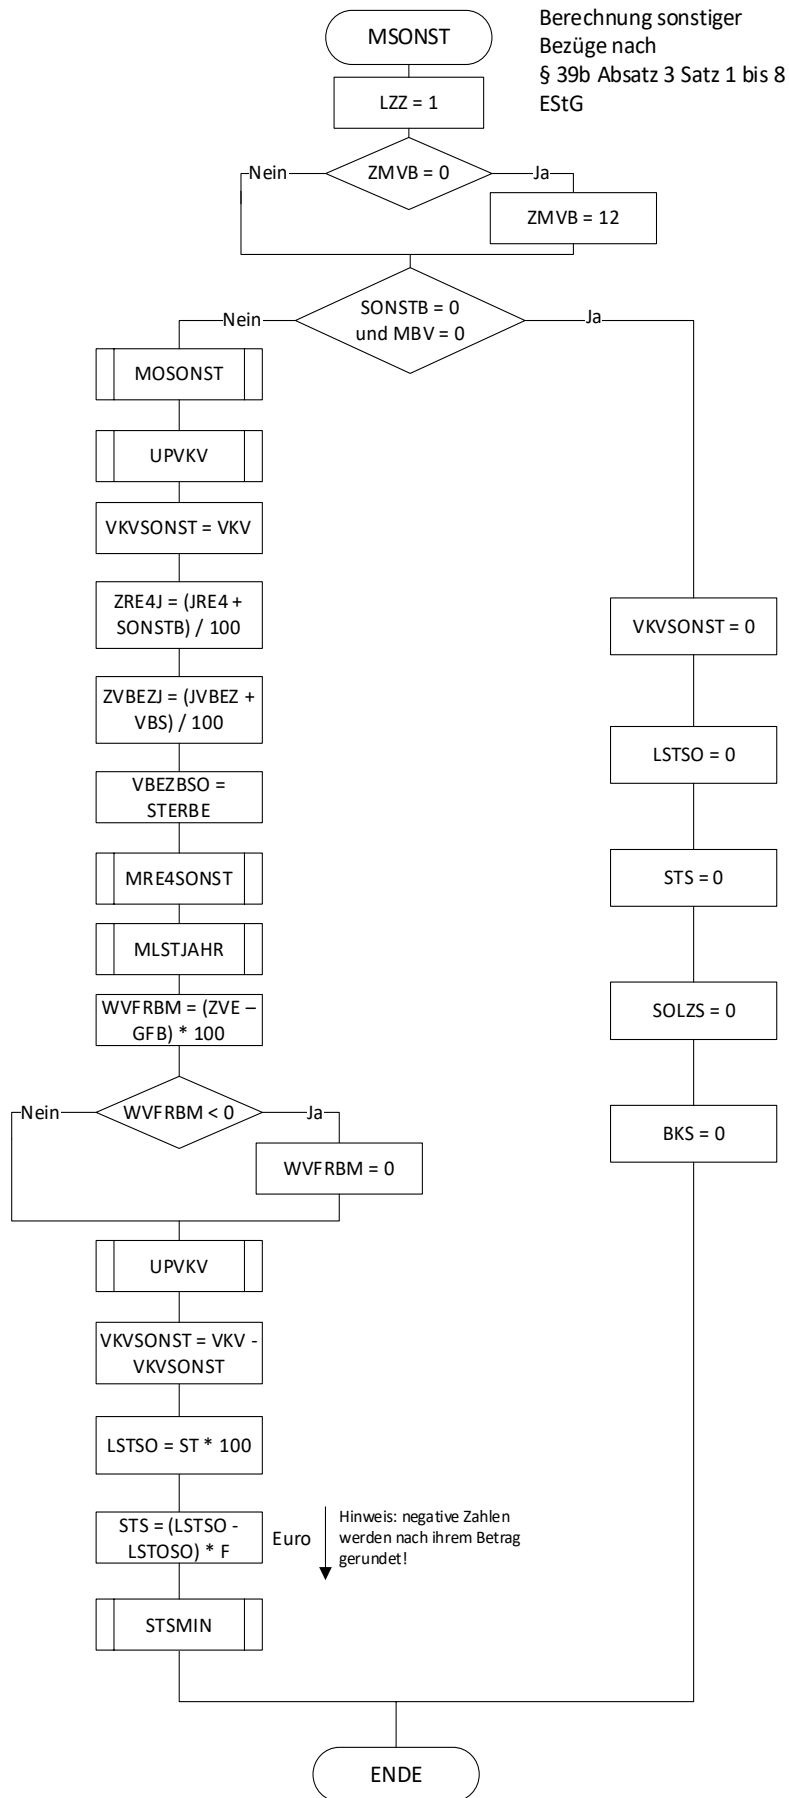 MSONST
Berechnung sonstiger
Bezüge nach
§ 39b Absatz 3 Satz 1 bis 8
EStG
LZZ = 1
Nein
ZMVB = 0
Ja
ZMVB = 12
Nein
SONSTB = 0
und MBV = 0
Ja
MOSONST
UPVKV
VKVSONST = VKV
ZRE4J = (JRE4 +
SONSTB) / 100
ZVBEZJ = (JVBEZ +
VBS) / 100
VBEZBSO =
STERBE
MRE4SONST
MLSTJAHR
WVFRBM = (ZVE –
GFB) * 100
Nein
WVFRBM < 0
Ja
WVFRBM = 0
UPVKV
VKVSONST = VKV -
VKVSONST
LSTSO = ST * 100
STS = (LSTSO -
LSTOSO) * F
Euro
Hinweis: negative Zahlen
werden nach ihrem Betrag
gerundet!
STSMIN
VKVSONST = 0
LSTSO = 0
STS = 0
SOLZS = 0
BKS = 0
ENDE